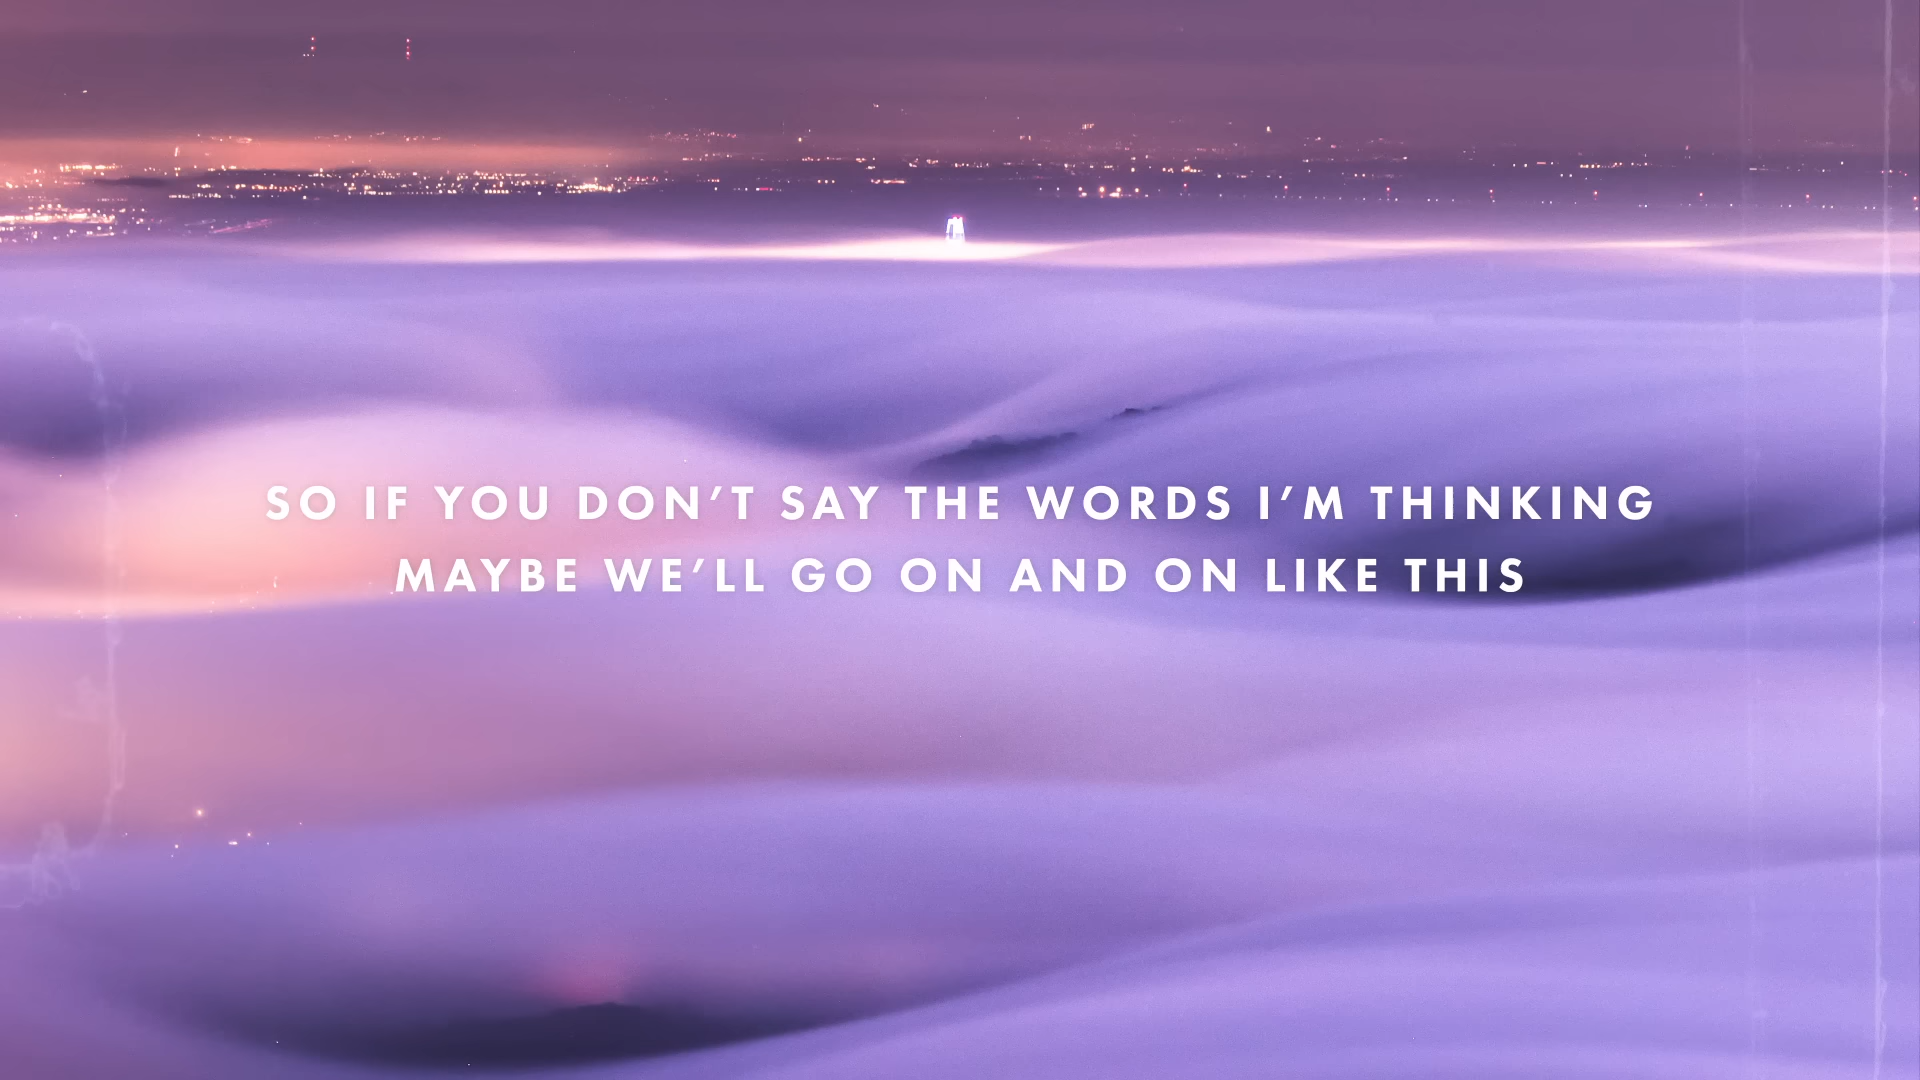 SO IF YOU DON’T SAY THE WORDS I’M THINKING
MAYBE WE’LL GO ON AND ON LIKE THIS